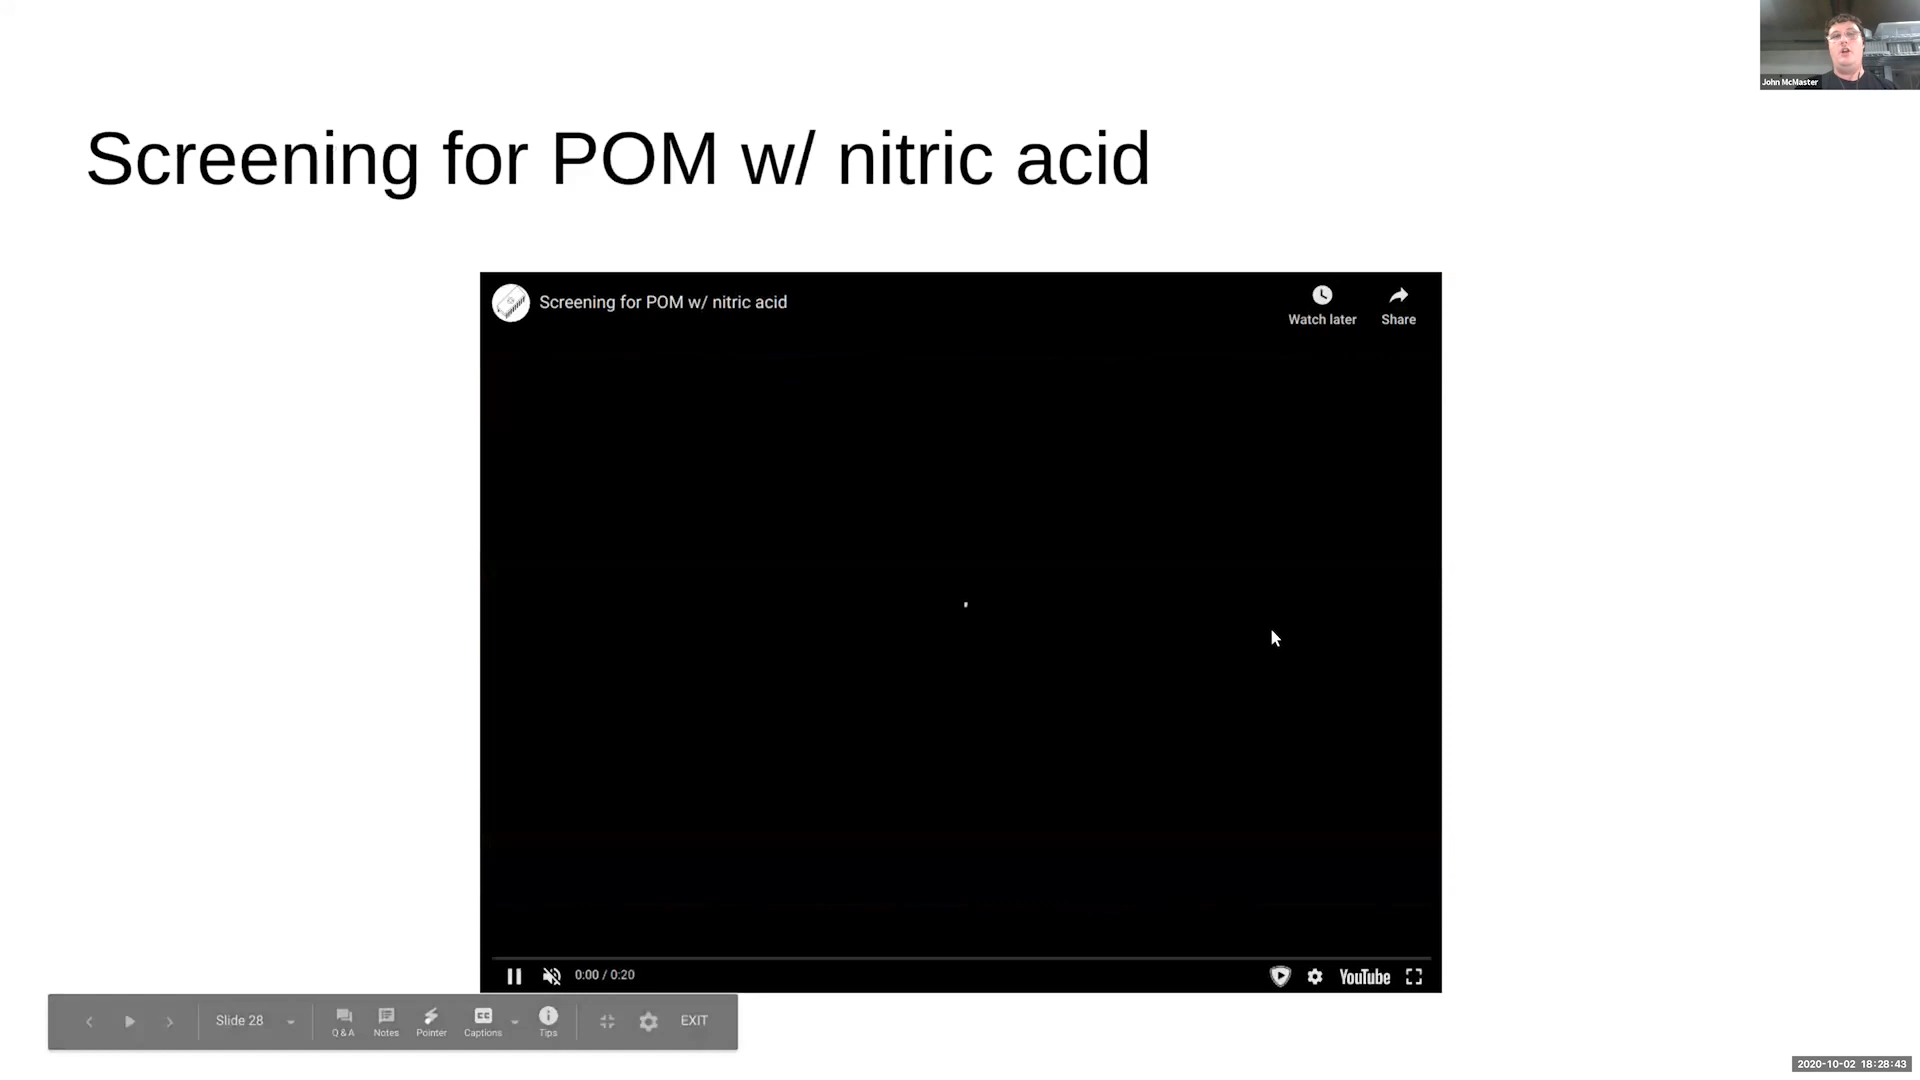 John McMaster
Screening for POM w/ nitric acid
Screening for POM w/ nitric acid
Watch later
Share
0:00 / 0:20
YouTube
Slide 28
Q & A
Notes
Pointer
CC
Captions
Tips
EXIT
2020-10-02 18:28:43